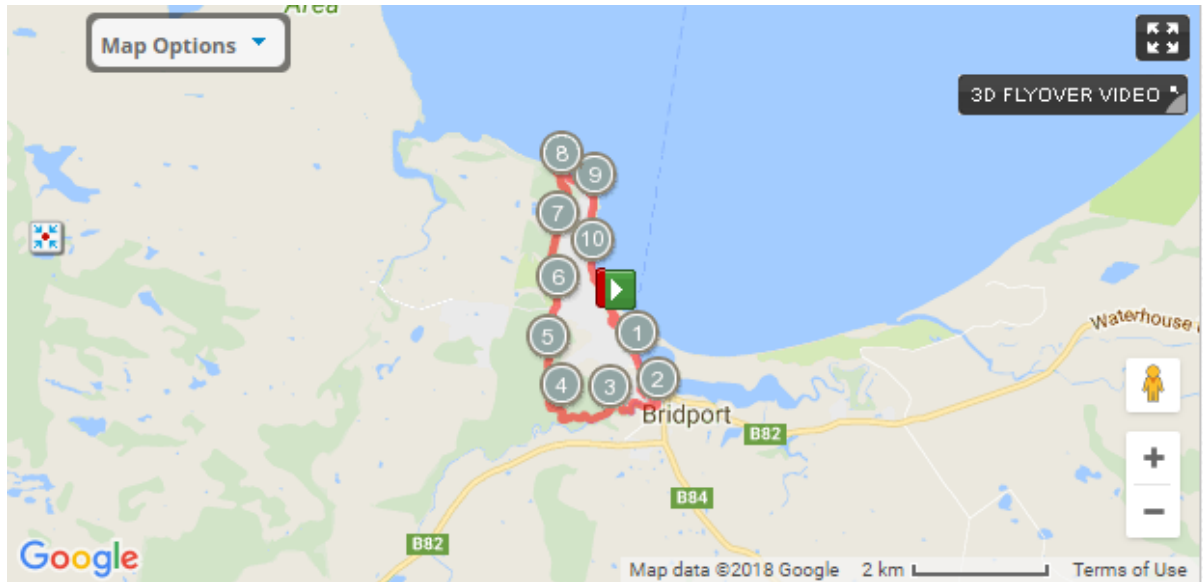 Area
Map Options
3D FLYOVER VIDEO
8
9
7
10
6
1
5
2
4
3
Waterhouse
Bridport
B82
B84
B82
Google
Map data ©2018 Google 2 km Terms of Use